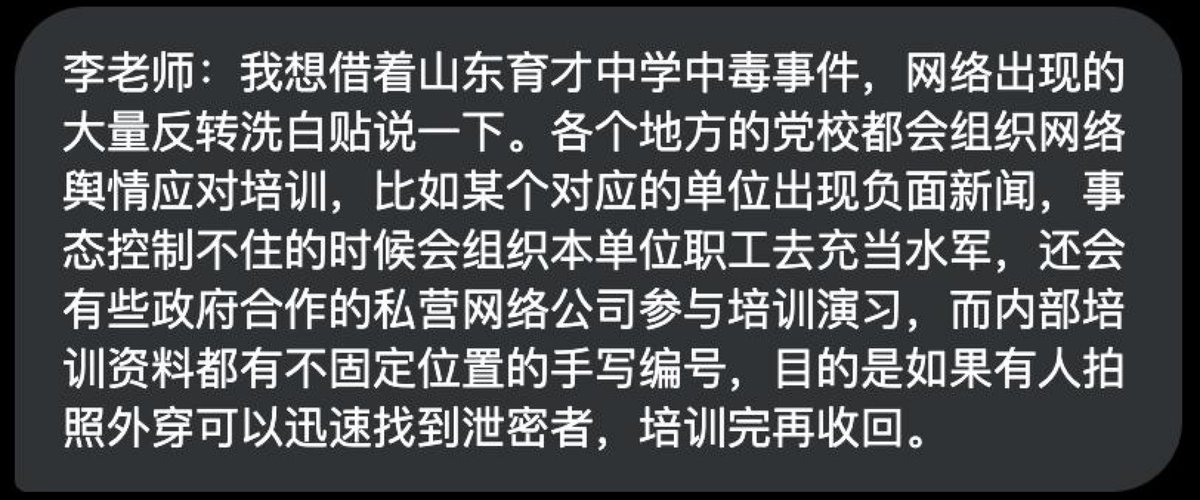 李老师：我想借着山东育才中学中毒事件，网络出现的
大量反转洗白贴说一下。各个地方的党校都会组织网络
舆情应对培训，比如某个对应的单位出现负面新闻，事
态控制不住的时候会组织本单位职工去充当水军，还会
有些政府合作的私营网络公司参与培训演习，而内部培
训资料都有不固定位置的手写编号，目的是如果有人拍
照外穿可以迅速找到泄密者，培训完再收回。